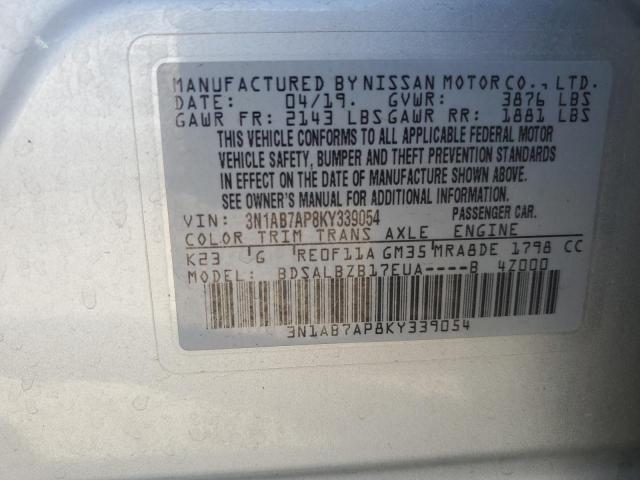 MANUFACTURED BY NISSAN MOTOR CO., LTD.
DATE: 04/19. GVWR: 3876 LBS
GAWR FR: 2143 LBS GAWR RR: 1881 LBS
THIS VEHICLE CONFORMS TO ALL APPLICABLE FEDERAL MOTOR
VEHICLE SAFETY, BUMPER AND THEFT PREVENTION STANDARDS
IN EFFECT ON THE DATE OF MANUFACTURE SHOWN ABOVE.
SEE OWNER'S MANUAL FOR ADDITIONAL INFORMATION.
VIN: 3N1AB7AP8KY339054 PASSENGER CAR.
COLOR TRIM TRANS AXLE ENGINE
K23 G RE0F11A GM35 MRA8DE 1798 CC
MODEL: BDSALBZB17EUA----B 4Z000
3N1AB7AP8KY339054